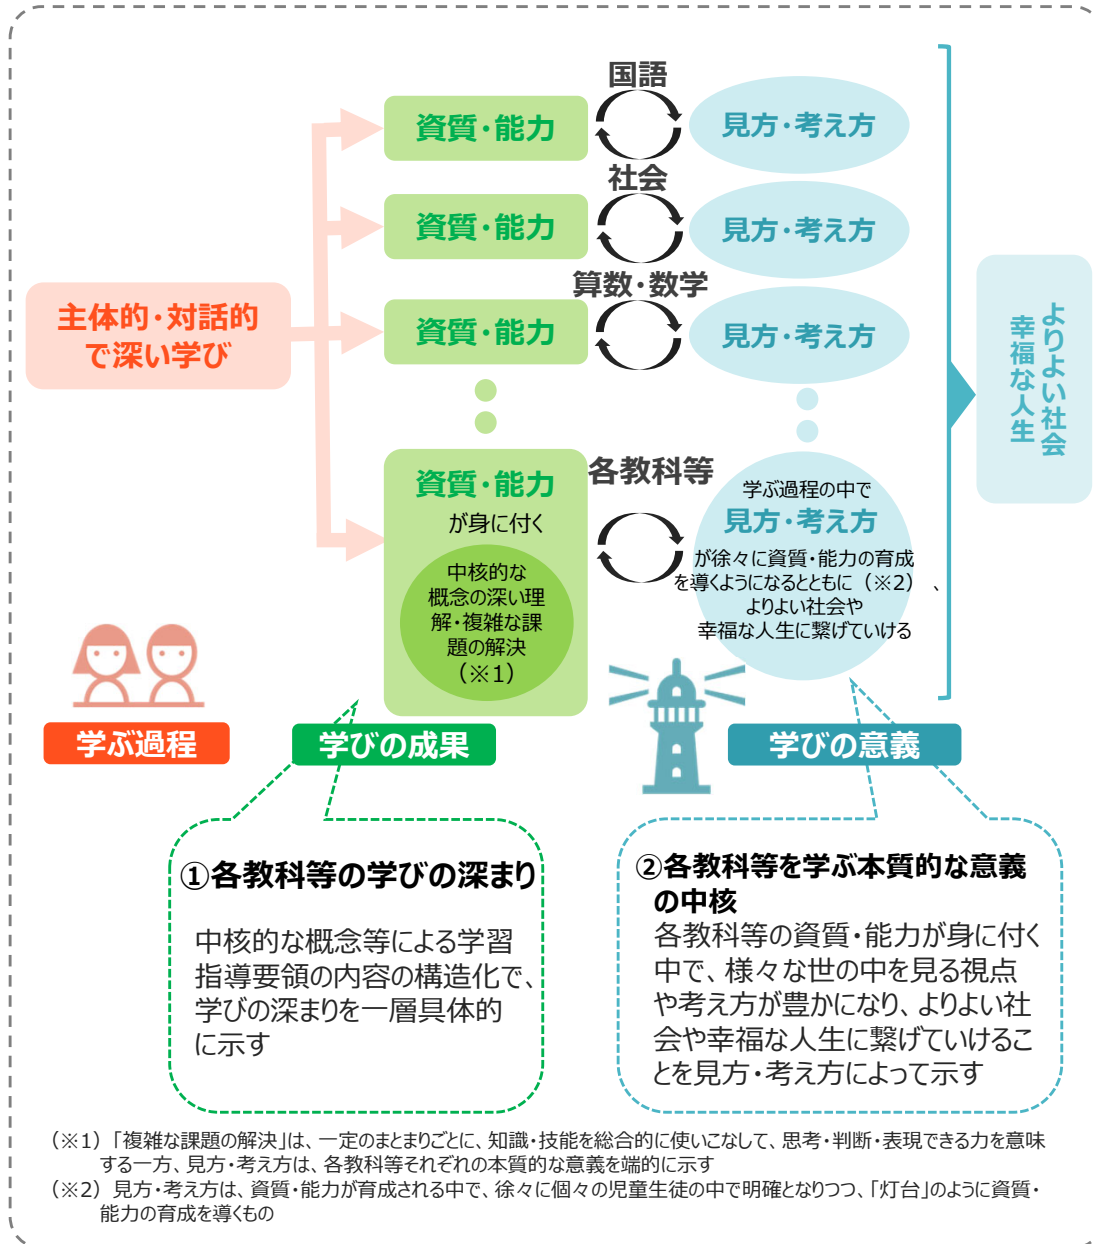 国語
資質・能力
見方・考え方
社会
資質・能力
見方・考え方
算数・数学
資質・能力
見方・考え方
主体的・対話的
で深い学び
よりよい社会
幸福な人生
各教科等
資質・能力
が身に付く
中核的な
概念の深い理
解・複雑な課
題の解決
（※1）
学ぶ過程の中で
見方・考え方
が徐々に資質・能力の育成
を導くようになるとともに（※2）、
よりよい社会や
幸福な人生に繋げていける
学ぶ過程
学びの成果
学びの意義
①各教科等の学びの深まり
中核的な概念等による学習
指導要領の内容の構造化で、
学びの深まりを一層具体的
に示す
②各教科等を学ぶ本質的な意義
の中核
各教科等の資質・能力が身に付く
中で、様々な世の中を見る視点
や考え方が豊かになり、よりよい社
会や幸福な人生に繋げていけるこ
とを見方・考え方によって示す
（※1）「複雑な課題の解決」は、一定のまとまりごとに、知識・技能を総合的に使いこなして、思考・判断・表現できる力を意味
する一方、見方・考え方は、各教科等それぞれの本質的な意義を端的に示す
（※2）見方・考え方は、資質・能力が育成される中で、徐々に個々の児童生徒の中で明確となりつつ、「灯台」のように資質・
能力の育成を導くもの